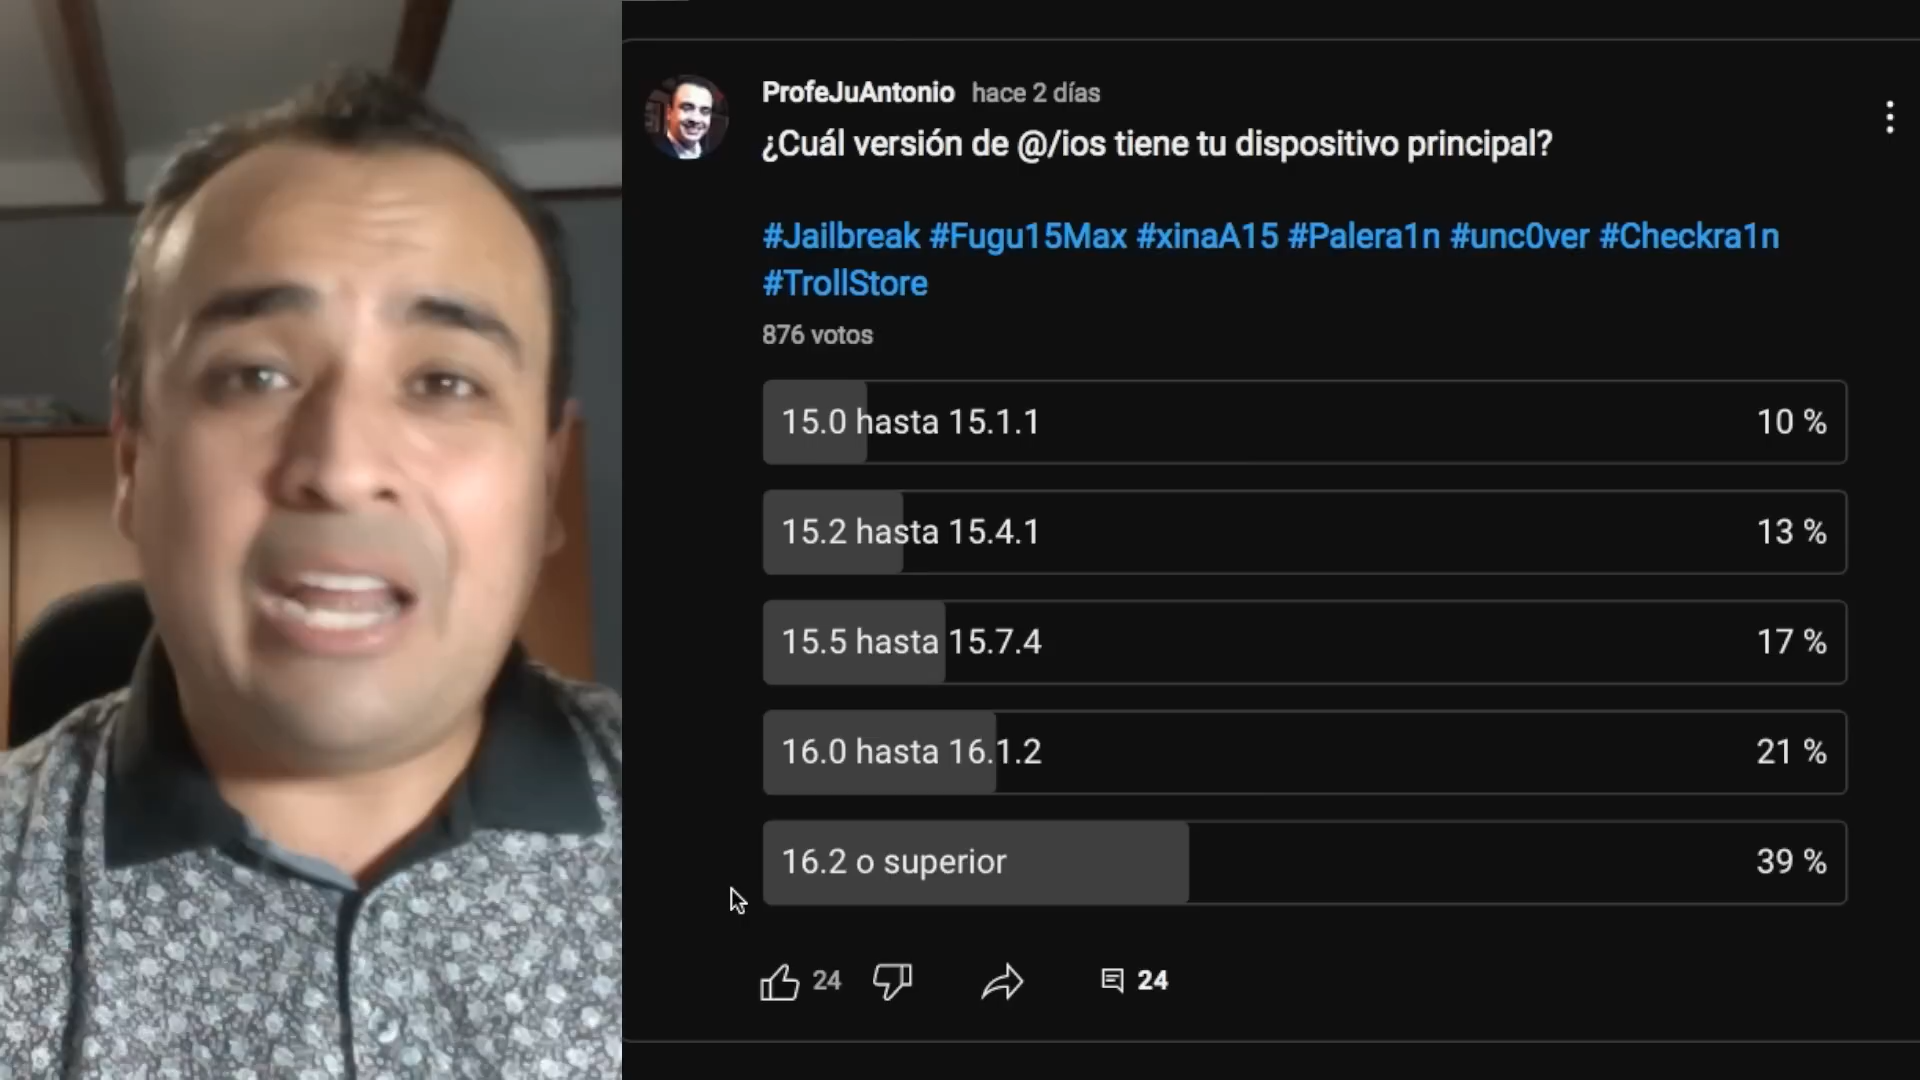 ProfeJuAntonio hace 2 días
¿Cuál versión de @/ios tiene tu dispositivo principal?
#Jailbreak #Fugu15Max #xinaA15 #Palera1n #unc0ver #Checkra1n
#TrollStore
876 votos
15.0 hasta 15.1.1 10 %
15.2 hasta 15.4.1 13 %
15.5 hasta 15.7.4 17 %
16.0 hasta 16.1.2 21 %
16.2 o superior 39 %
24 24